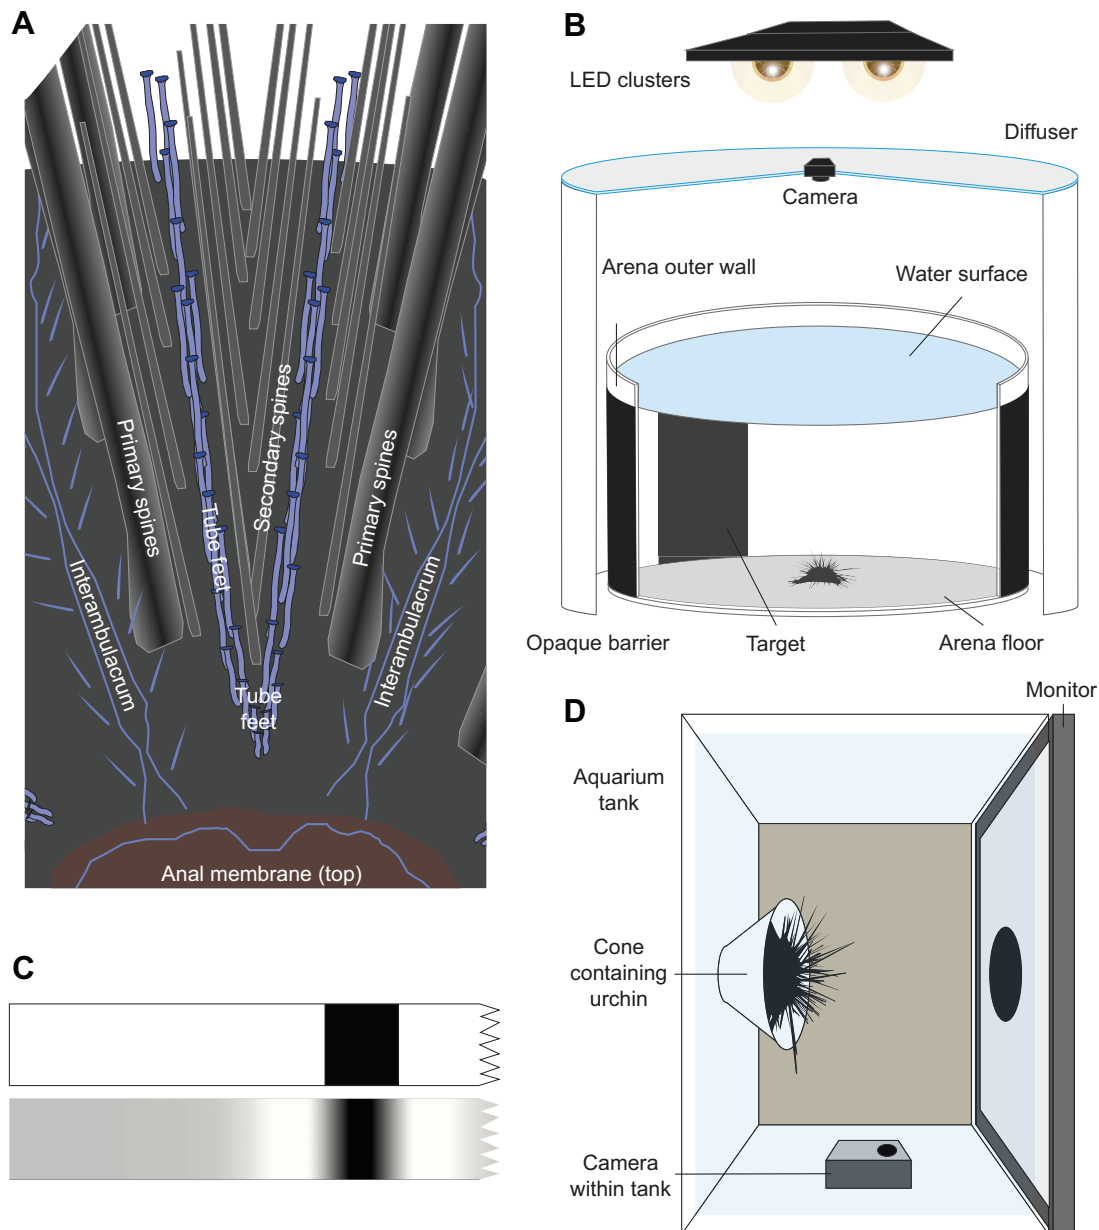 A
Primary spines
Tube feet
Secondary spines
Primary spines
Interambulacrum
Interambulacrum
Tube
feet
Anal membrane (top)
B
LED clusters
Diffuser
Camera
Arena outer wall
Water surface
Opaque barrier
Target
Arena floor
C
D
Monitor
Aquarium
tank
Cone
containing
urchin
Camera
within tank